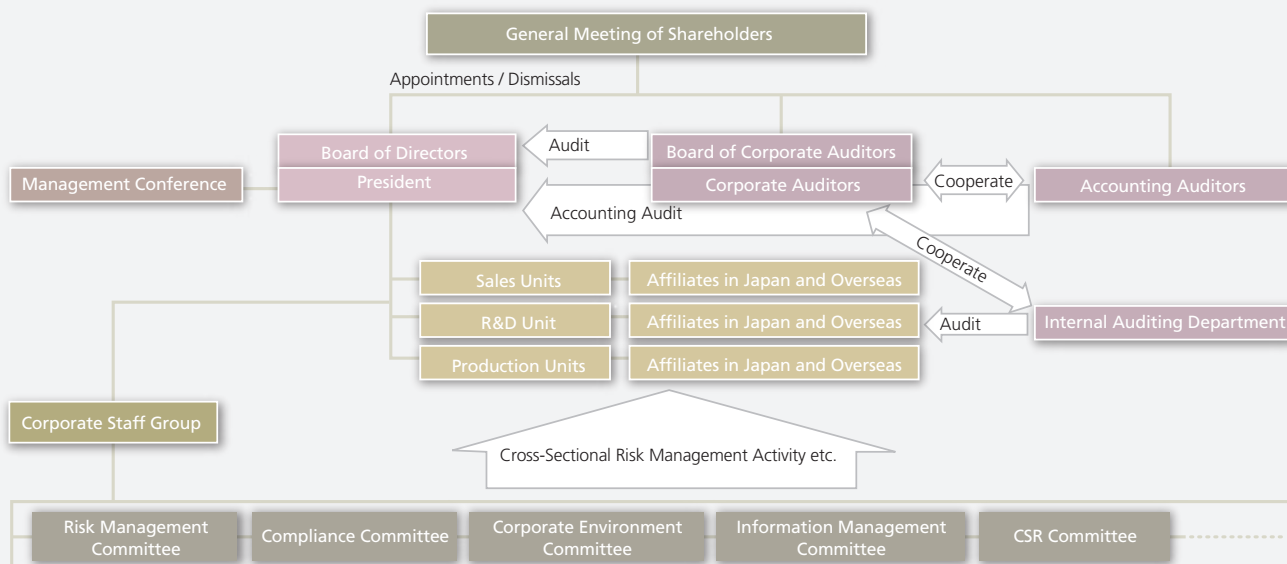 General Meeting of Shareholders
Appointments / Dismissals
Board of Directors
Audit
Board of Corporate Auditors
Management Conference
President
Corporate Auditors
Cooperate
Accounting Auditors
Accounting Audit
Cooperate
Sales Units
Affiliates in Japan and Overseas
R&D Unit
Affiliates in Japan and Overseas
Audit
Internal Auditing Department
Production Units
Affiliates in Japan and Overseas
Corporate Staff Group
Cross-Sectional Risk Management Activity etc.
Risk Management
Committee
Compliance Committee
Corporate Environment
Committee
Information Management
Committee
CSR Committee